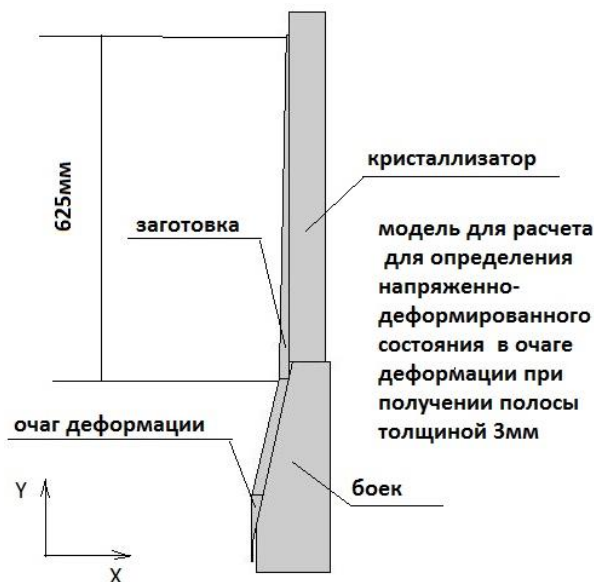 кристаллизатор
625мм
заготовка
модель для расчета
для определения
напряженно-
деформированного
состояния в очаге
деформации при
получении полосы
толщиной 3мм
очаг деформации
боек
Y
X